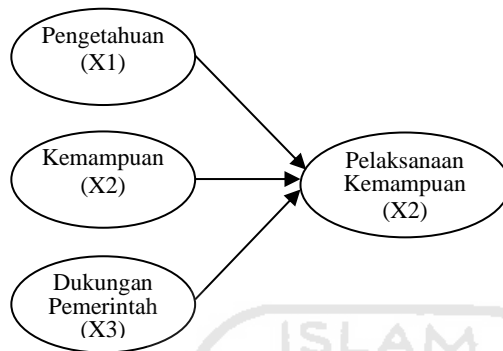 Pengetahuan
(X1)
Kemampuan
(X2)
Pelaksanaan
Kemampuan
(X2)
Dukungan
Pemerintah
(X3)
ISLAM